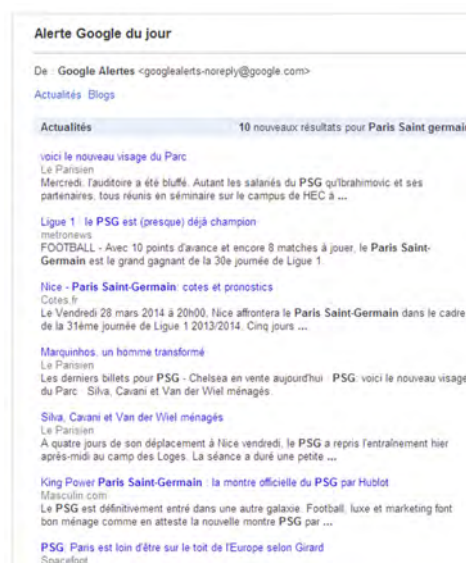 Alerte Google du jour
De : Google Alertes <googlealerts-noreply@google.com>
Actualités Blogs
Actualités 10 nouveaux résultats pour Paris Saint germain
voici le nouveau visage du Parc
Le Parisien
Mercredi, l'auditoire a été bluffé. Autant les salariés du PSG qu'Ibrahimovic et ses
partenaires, tous réunis en séminaire sur le campus de HEC à ...
Ligue 1 : le PSG est (presque) déjà champion
metronews
FOOTBALL - Avec 10 points d'avance et encore 8 matches à jouer, le Paris Saint-
Germain est le grand gagnant de la 30e journée de Ligue 1.
Nice - Paris Saint-Germain: cotes et pronostics
Cotes.fr
Le Vendredi 28 mars 2014 à 20h00, Nice affrontera le Paris Saint-Germain dans le cadre
de la 31ème journée de Ligue 1 2013/2014. Cinq jours ...
Marquinhos, un homme transformé
Le Parisien
Les derniers billets pour PSG - Chelsea en vente aujourd'hui · PSG: voici le nouveau visage
du Parc · Silva, Cavani et Van der Wiel ménagés.
Silva, Cavani et Van der Wiel ménagés
Le Parisien
A quatre jours de son déplacement à Nice vendredi, le PSG a repris l'entraînement hier
après-midi au camp des Loges. La séance a duré une petite ...
King Power Paris Saint-Germain : la montre officielle du PSG par Hublot
Masculin.com
Le PSG est définitivement entré dans une autre galaxie. Football, luxe et marketing font
bon ménage comme en atteste la nouvelle montre PSG par ...
PSG: Paris est loin d'être sur le toit de l'Europe selon Girard
Spacefoot